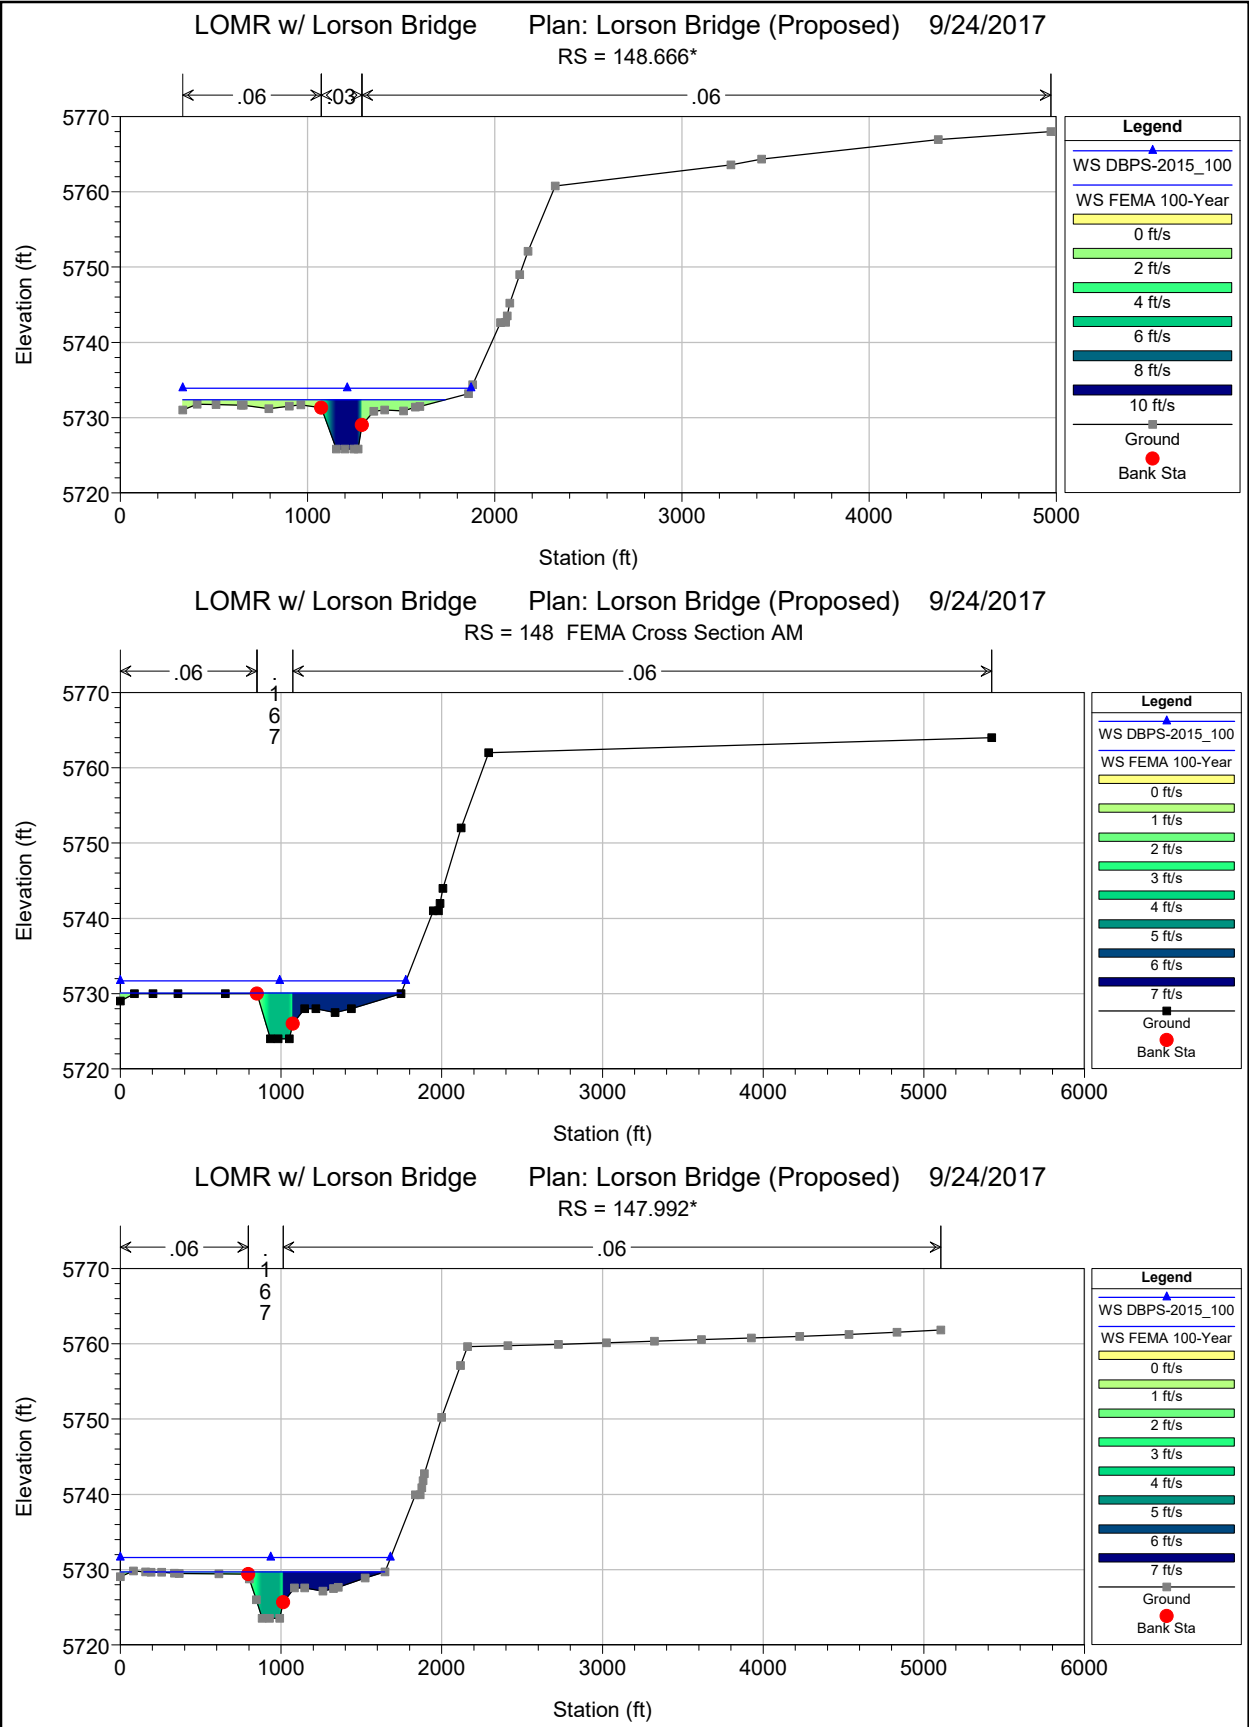 LOMR w/ Lorson Bridge Plan: Lorson Bridge (Proposed) 9/24/2017
RS = 148.666*
.06 .03 .06
5770
5760
5750
5740
5730
5720
Elevation (ft)
0 1000 2000 3000 4000 5000
Station (ft)
Legend
WS DBPS-2015_100
WS FEMA 100-Year
0 ft/s
2 ft/s
4 ft/s
6 ft/s
8 ft/s
10 ft/s
Ground
Bank Sta
LOMR w/ Lorson Bridge Plan: Lorson Bridge (Proposed) 9/24/2017
RS = 148 FEMA Cross Section AM
.06 .167 .06
5770
5760
5750
5740
5730
5720
Elevation (ft)
0 1000 2000 3000 4000 5000 6000
Station (ft)
Legend
WS DBPS-2015_100
WS FEMA 100-Year
0 ft/s
1 ft/s
2 ft/s
3 ft/s
4 ft/s
5 ft/s
6 ft/s
7 ft/s
Ground
Bank Sta
LOMR w/ Lorson Bridge Plan: Lorson Bridge (Proposed) 9/24/2017
RS = 147.992*
.06 .167 .06
5770
5760
5750
5740
5730
5720
Elevation (ft)
0 1000 2000 3000 4000 5000 6000
Station (ft)
Legend
WS DBPS-2015_100
WS FEMA 100-Year
0 ft/s
1 ft/s
2 ft/s
3 ft/s
4 ft/s
5 ft/s
6 ft/s
7 ft/s
Ground
Bank Sta